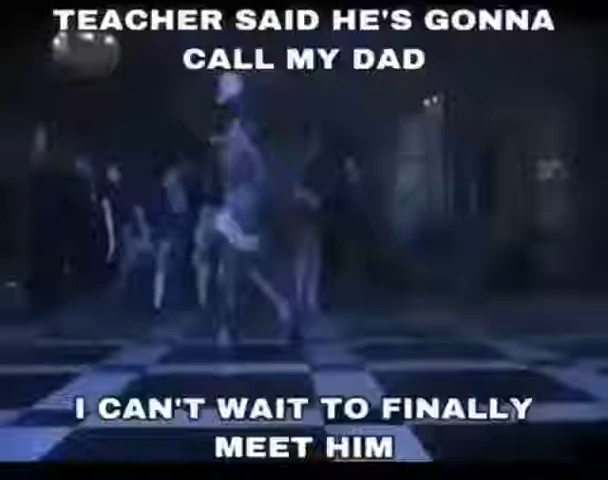 TEACHER SAID HE'S GONNA
CALL MY DAD
I CAN'T WAIT TO FINALLY
MEET HIM